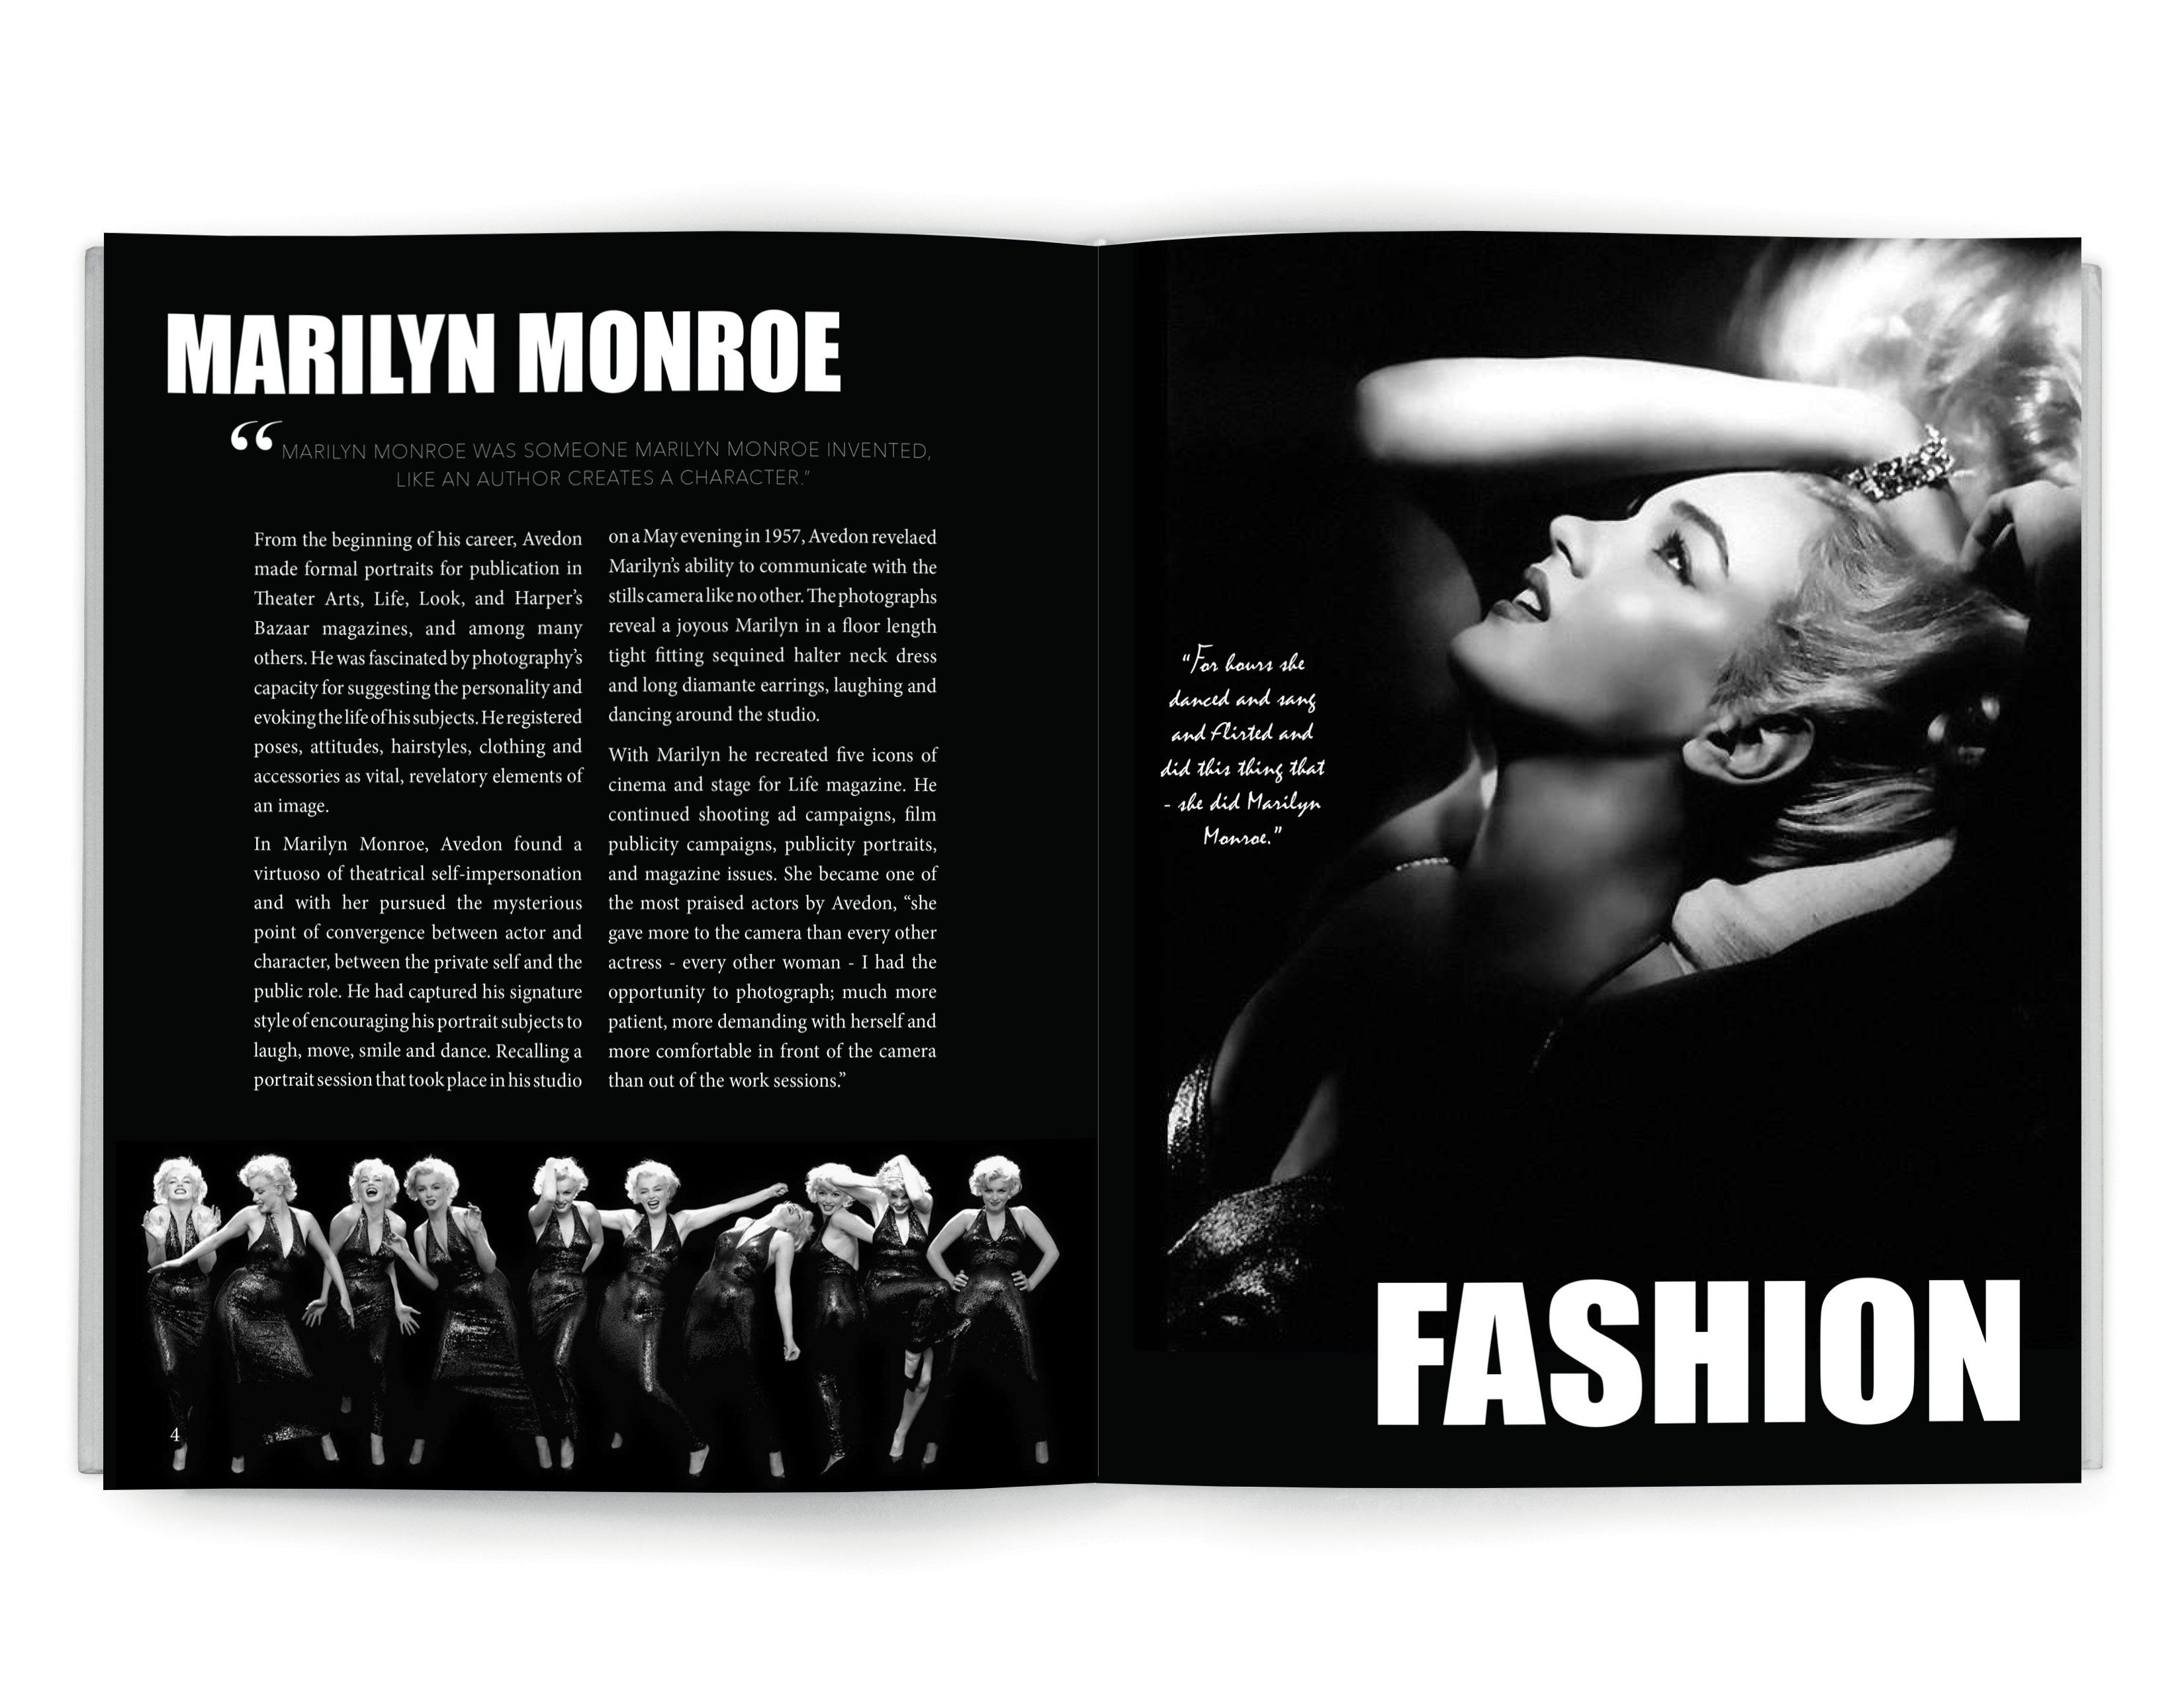 MARILYN MONROE
“MARILYN MONROE WAS SOMEONE MARILYN MONROE INVENTED,
LIKE AN AUTHOR CREATES A CHARACTER.”
From the beginning of his career, Avedon
made formal portraits for publication in
Theater Arts, Life, Look, and Harper’s
Bazaar magazines, and among many
others. He was fascinated by photography’s
capacity for suggesting the personality and
evoking the life of his subjects. He registered
poses, attitudes, hairstyles, clothing and
accessories as vital, revelatory elements of
an image.
In Marilyn Monroe, Avedon found a
virtuoso of theatrical self-impersonation
and with her pursued the mysterious
point of convergence between actor and
character, between the private self and the
public role. He had captured his signature
style of encouraging his portrait subjects to
laugh, move, smile and dance. Recalling a
portrait session that took place in his studio
on a May evening in 1957, Avedon revelaed
Marilyn’s ability to communicate with the
stills camera like no other. The photographs
reveal a joyous Marilyn in a floor length
tight fitting sequined halter neck dress
and long diamante earrings, laughing and
dancing around the studio.
With Marilyn he recreated five icons of
cinema and stage for Life magazine. He
continued shooting ad campaigns, film
publicity campaigns, publicity portraits,
and magazine issues. She became one of
the most praised actors by Avedon, “she
gave more to the camera than every other
actress - every other woman - I had the
opportunity to photograph; much more
patient, more demanding with herself and
more comfortable in front of the camera
than out of the work sessions.”
4
“For hours she
danced and sang
and flirted and
did this thing that
- she did Marilyn
Monroe.”
FASHION